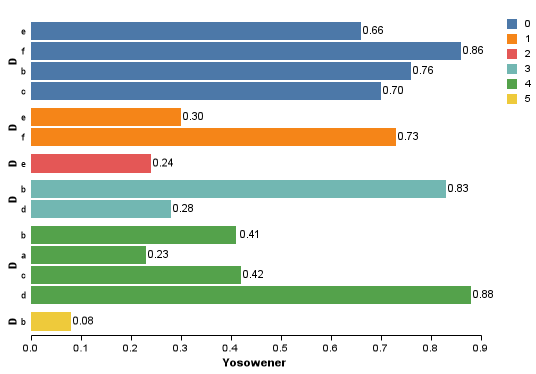 e 0.66
f 0.86
D
b 0.76
c 0.70
e 0.30
D
f 0.73
D e 0.24
b 0.83
D
d 0.28
b 0.41
a 0.23
D
c 0.42
d 0.88
D b 0.08
0.0 0.1 0.2 0.3 0.4 0.5 0.6 0.7 0.8 0.9
Yosowener
0
1
2
3
4
5